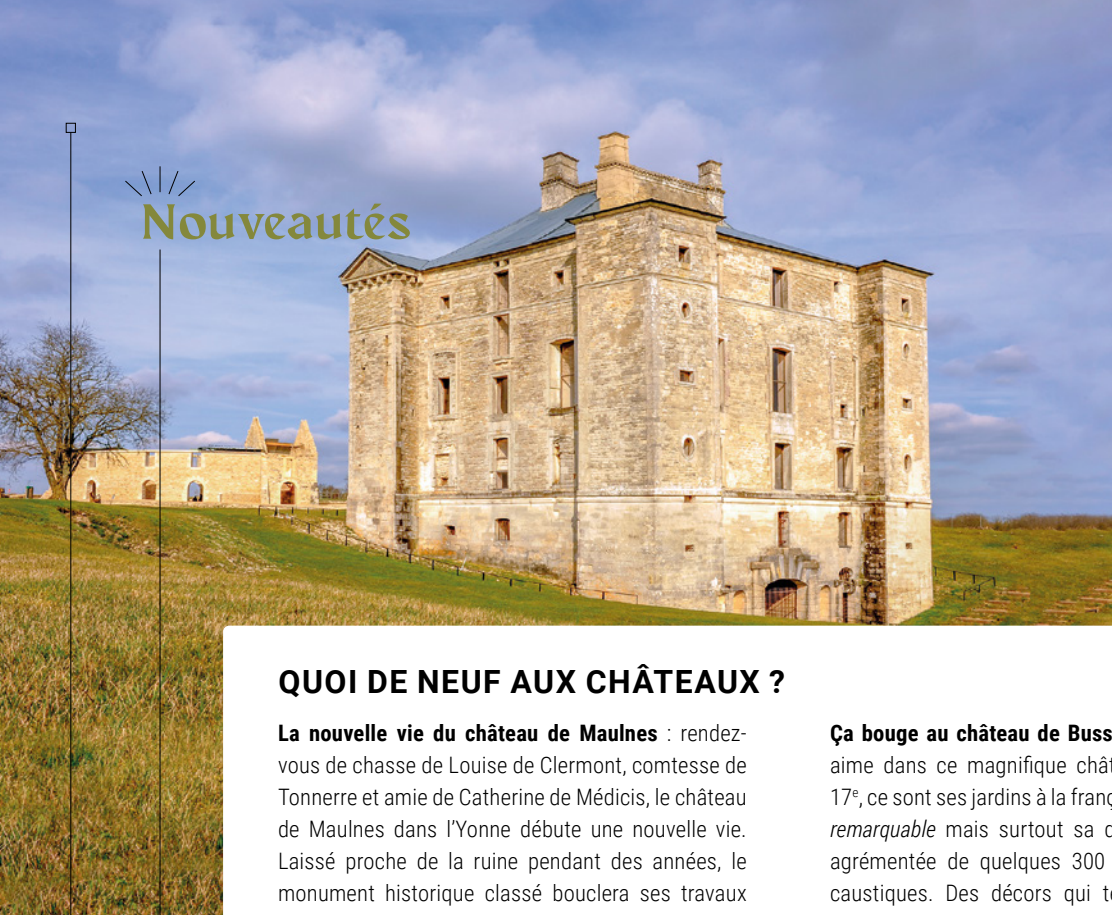 Nouveautés
QUOI DE NEUF AUX CHÂTEAUX ?
La nouvelle vie du château de Maulnes : rendez-
vous de chasse de Louise de Clermont, comtesse de
Tonnerre et amie de Catherine de Médicis, le château
de Maulnes dans l’Yonne débute une nouvelle vie.
Laissé proche de la ruine pendant des années, le
monument historique classé bouclera ses travaux
Ça bouge au château de
aime dans ce magnifique
17e, ce sont ses jardins à la
remarquable mais surtout sa
agrémentée de quelques 300
caustiques. Des décors qui